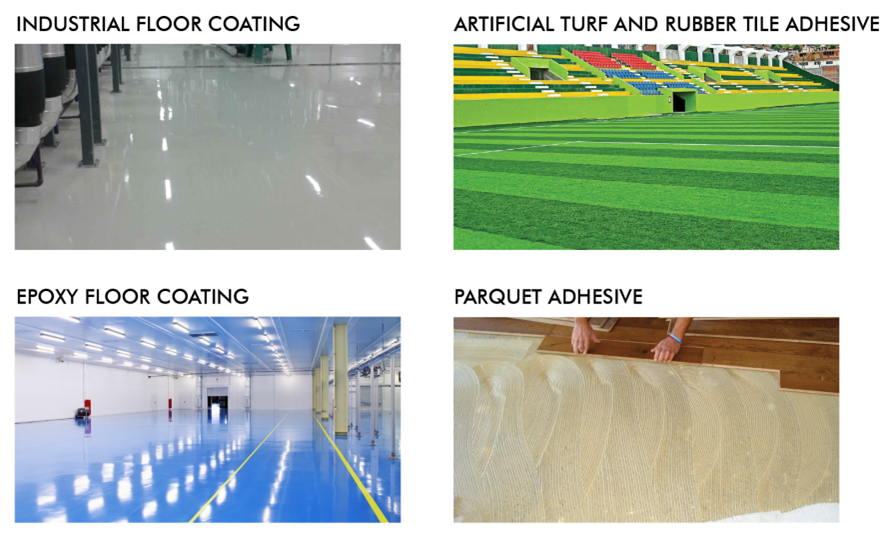 INDUSTRIAL FLOOR COATING
ARTIFICIAL TURF AND RUBBER TILE ADHESIVE
EPOXY FLOOR COATING
PARQUET ADHESIVE